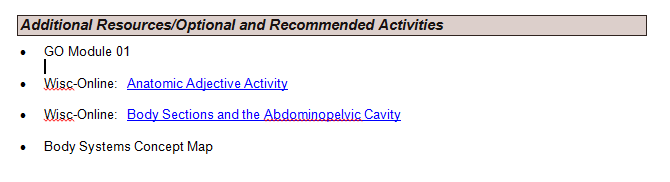 Additional Resources/Optional and Recommended Activities
• GO Module 01
• Wisc-Online: Anatomic Adjective Activity
• Wisc-Online: Body Sections and the Abdominopelvic Cavity
• Body Systems Concept Map